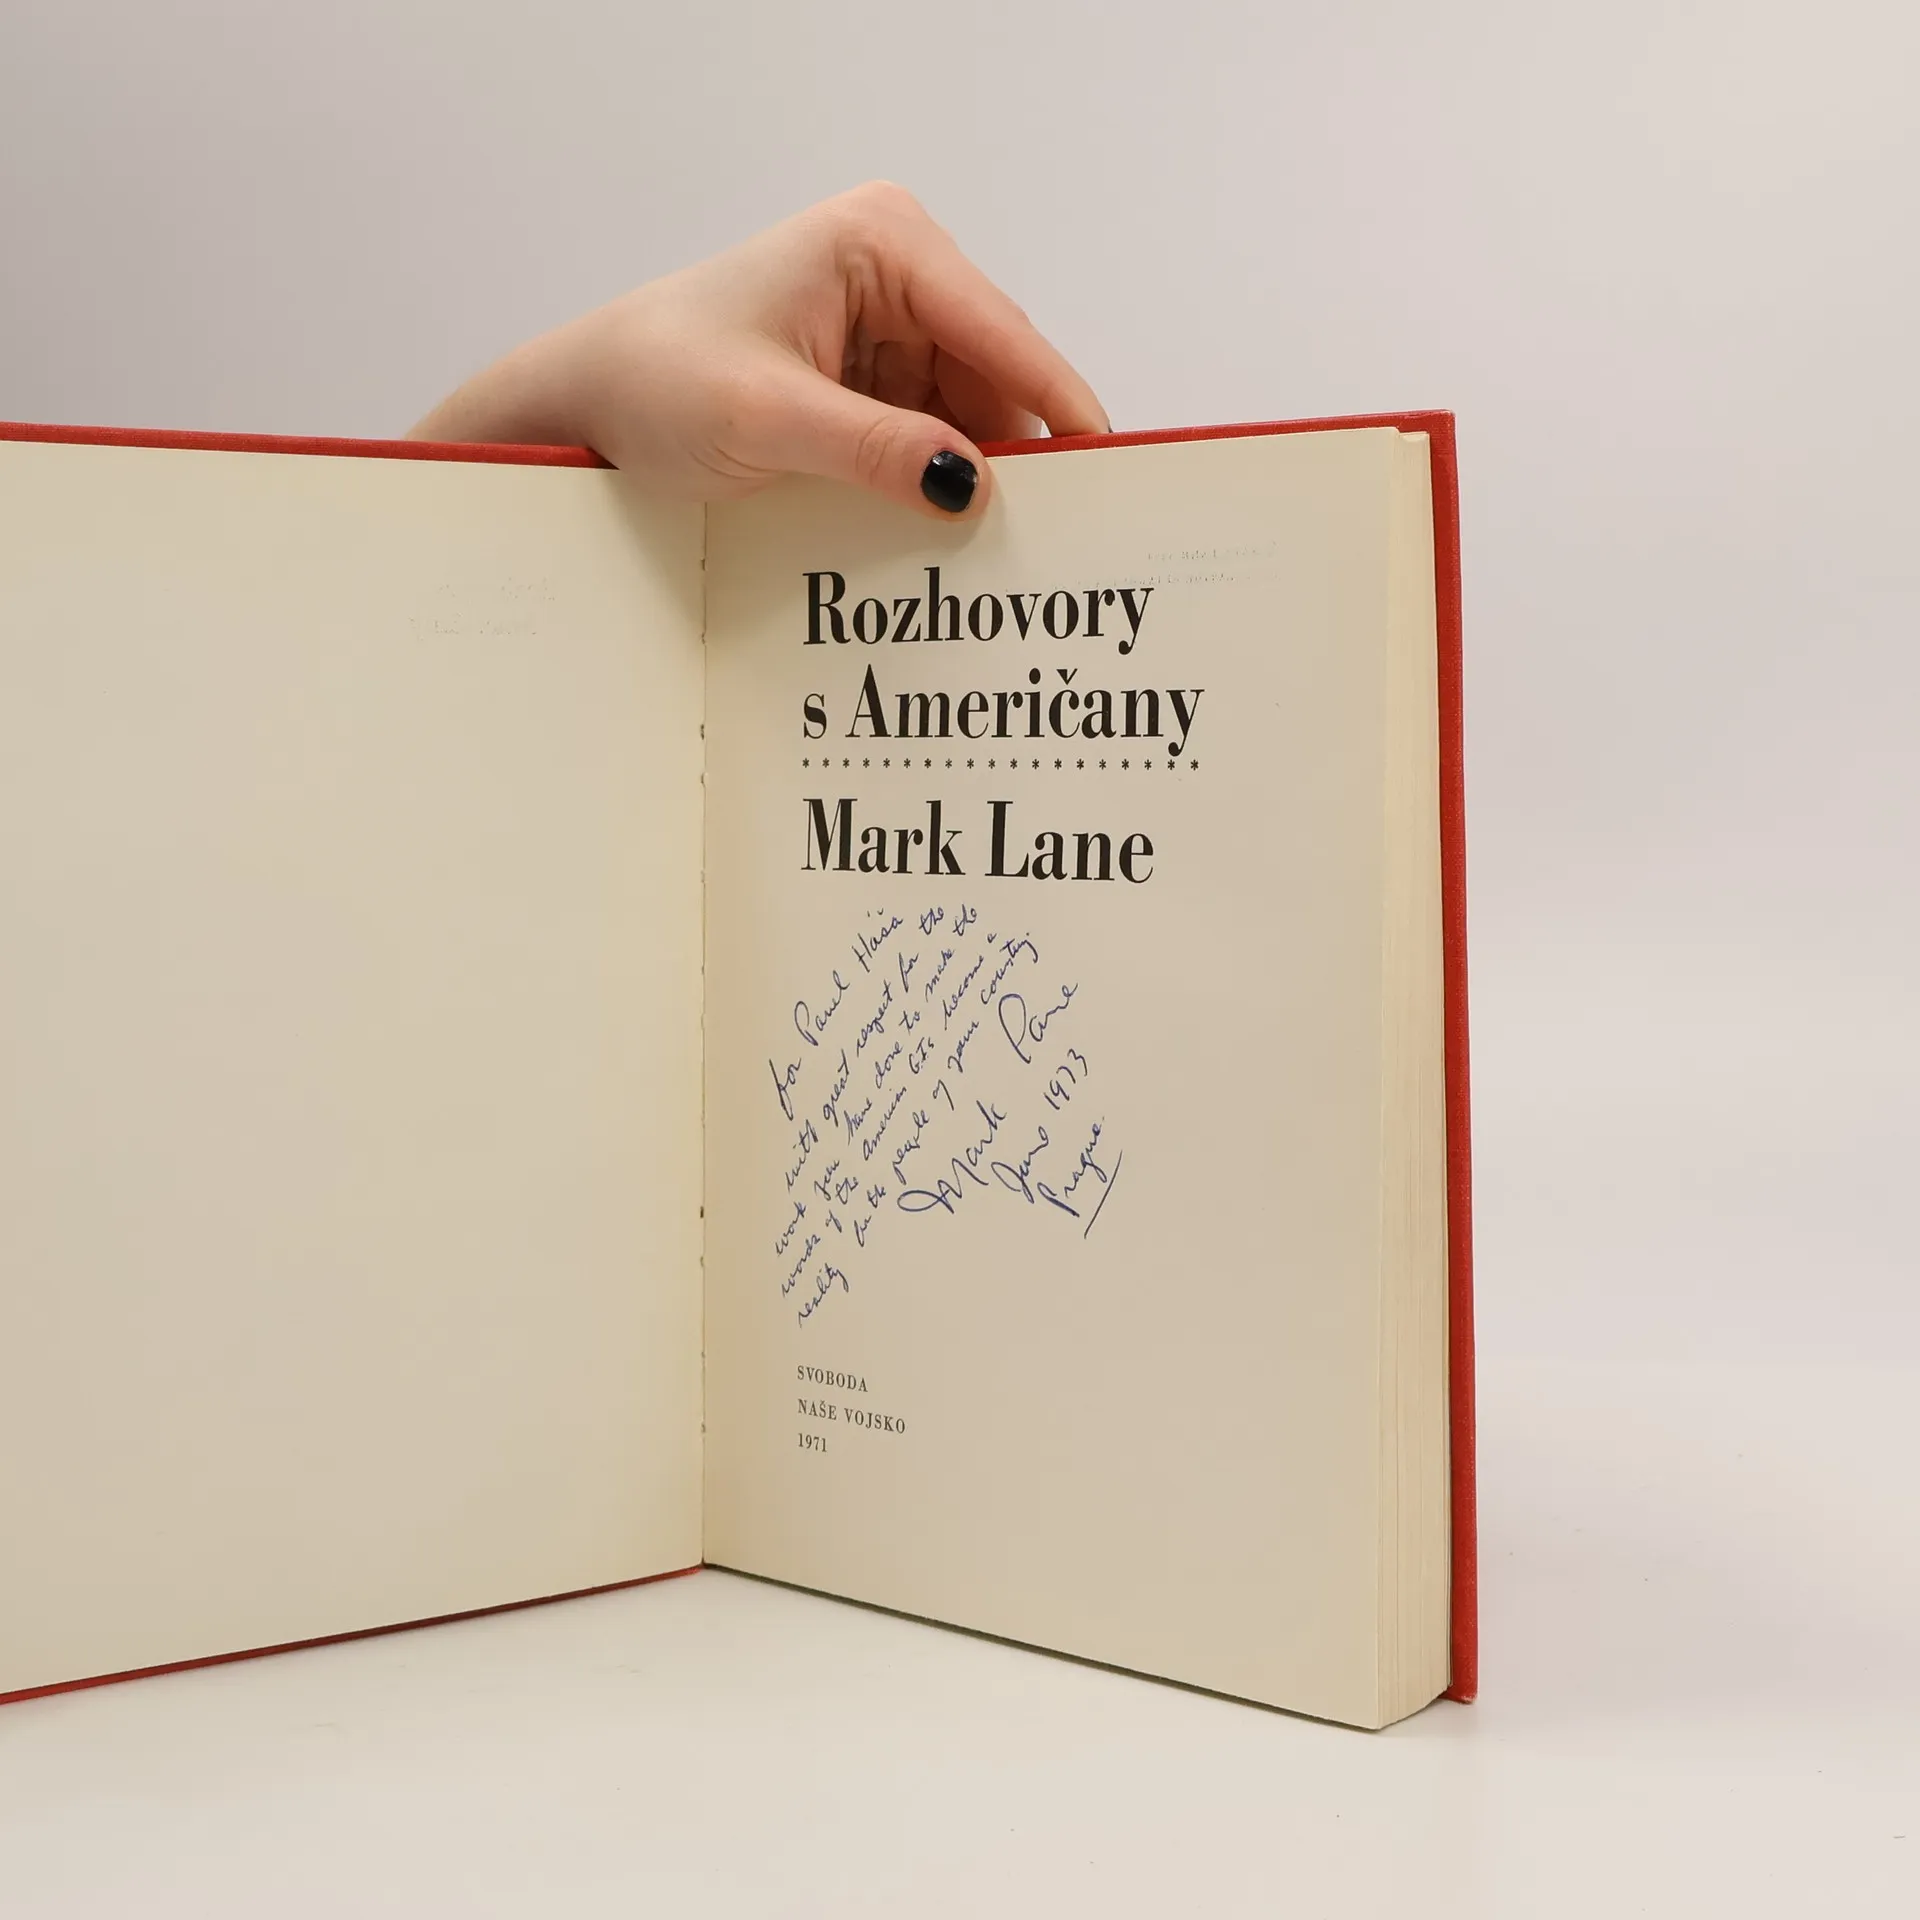 Rozhovory
s Američany
* * * * * * * * * * * * * * * * * * *
Mark Lane
for Pavel Háša
with great respect for the
work you have done to make the
words of the American G.I.s become a
reality for the people of your country.
Mark Lane
June 1973
Prague.
SVOBODA
NAŠE VOJSKO
1971